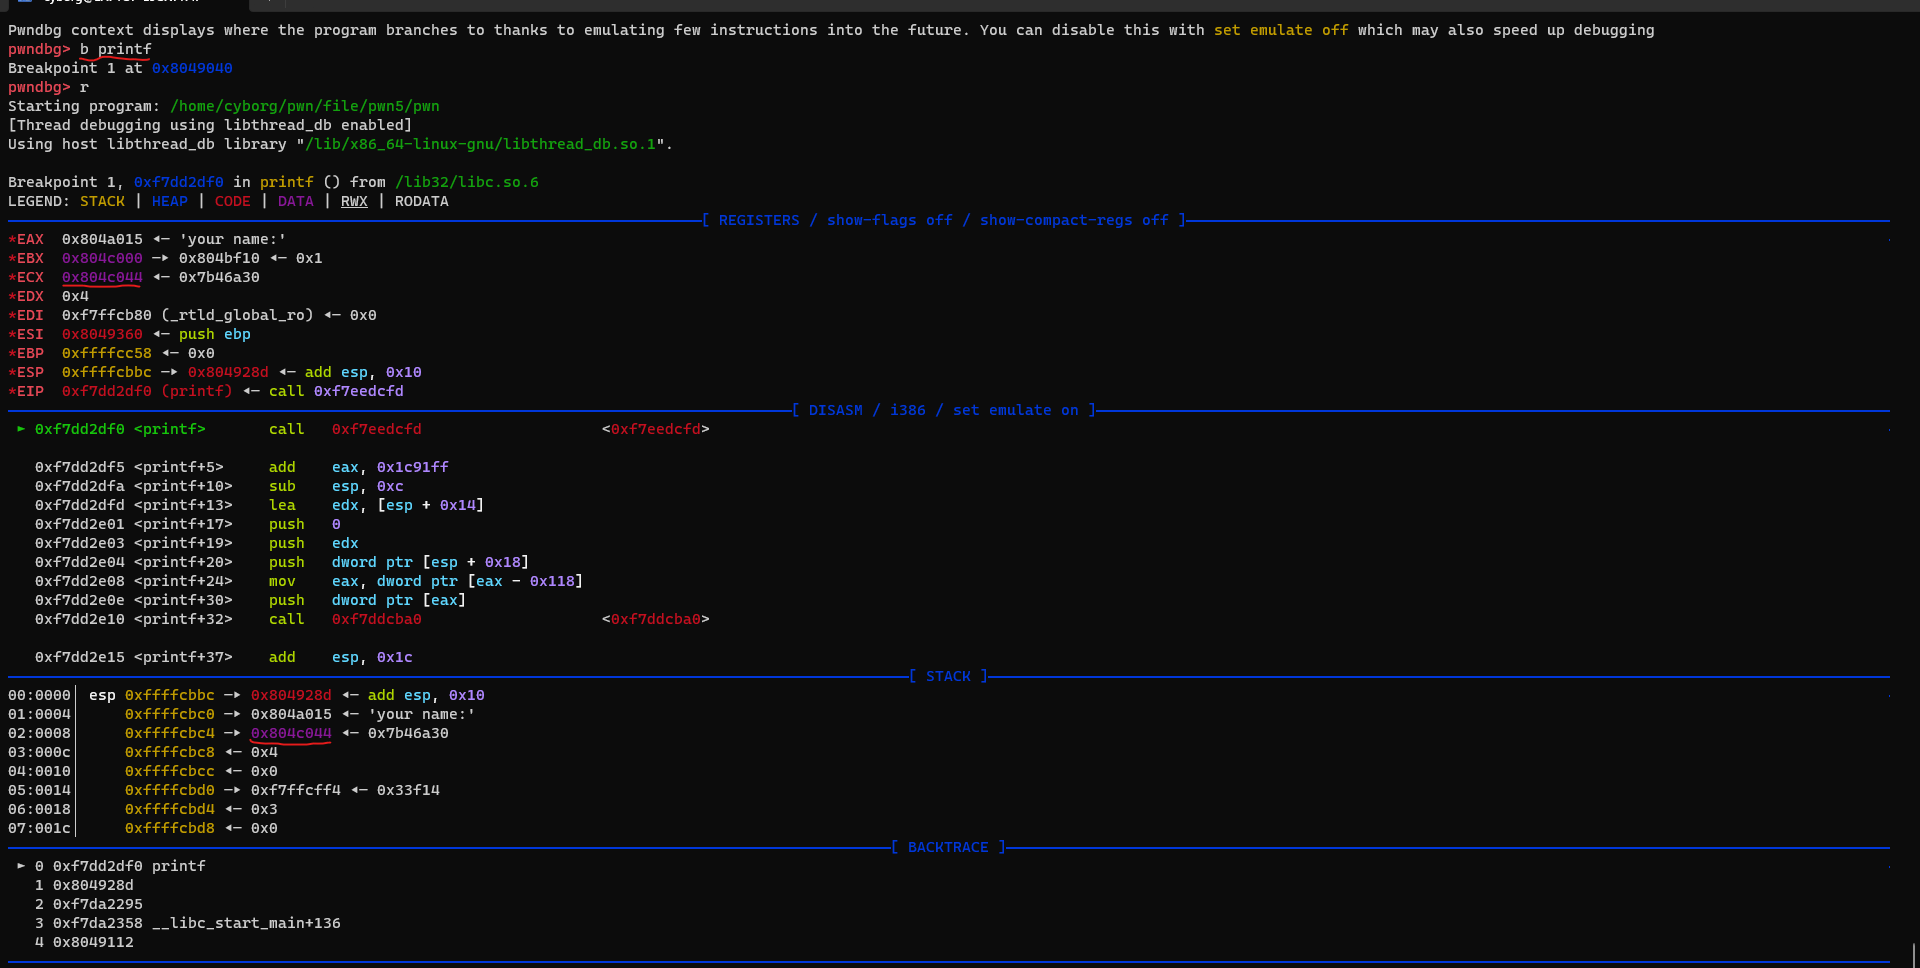 Pwndbg context displays where the program branches to thanks to emulating few instructions into the future. You can disable this with set emulate off which may also speed up debugging
pwndbg> b printf
Breakpoint 1 at 0x8049040
pwndbg> r
Starting program: /home/cyborg/pwn/file/pwn5/pwn
[Thread debugging using libthread_db enabled]
Using host libthread_db library "/lib/x86_64-linux-gnu/libthread_db.so.1".
Breakpoint 1, 0xf7dd2df0 in printf () from /lib32/libc.so.6
LEGEND: STACK | HEAP | CODE | DATA | RWX | RODATA
[ REGISTERS / show-flags off / show-compact-regs off ]
*EAX  0x804a015 ◂— 'your name:'
*EBX  0x804c000 —▸ 0x804bf10 ◂— 0x1
*ECX  0x804c044 ◂— 0x7b46a30
*EDX  0x4
*EDI  0xf7ffcb80 (_rtld_global_ro) ◂— 0x0
*ESI  0x8049360 ◂— push ebp
*EBP  0xffffcc58 ◂— 0x0
*ESP  0xffffcbbc —▸ 0x804928d ◂— add esp, 0x10
*EIP  0xf7dd2df0 (printf) ◂— call 0xf7eedcfd
[ DISASM / i386 / set emulate on ]
► 0xf7dd2df0 <printf>       call   0xf7eedcfd                    <0xf7eedcfd>
0xf7dd2df5 <printf+5>     add    eax, 0x1c91ff
0xf7dd2dfa <printf+10>    sub    esp, 0xc
0xf7dd2dfd <printf+13>    lea    edx, [esp + 0x14]
0xf7dd2e01 <printf+17>    push   0
0xf7dd2e03 <printf+19>    push   edx
0xf7dd2e04 <printf+20>    push   dword ptr [esp + 0x18]
0xf7dd2e08 <printf+24>    mov    eax, dword ptr [eax - 0x118]
0xf7dd2e0e <printf+30>    push   dword ptr [eax]
0xf7dd2e10 <printf+32>    call   0xf7ddcba0                    <0xf7ddcba0>
0xf7dd2e15 <printf+37>    add    esp, 0x1c
[ STACK ]
00:0000│ esp 0xffffcbbc —▸ 0x804928d ◂— add esp, 0x10
01:0004│     0xffffcbc0 —▸ 0x804a015 ◂— 'your name:'
02:0008│     0xffffcbc4 —▸ 0x804c044 ◂— 0x7b46a30
03:000c│     0xffffcbc8 ◂— 0x4
04:0010│     0xffffcbcc ◂— 0x0
05:0014│     0xffffcbd0 —▸ 0xf7ffcff4 ◂— 0x33f14
06:0018│     0xffffcbd4 ◂— 0x3
07:001c│     0xffffcbd8 ◂— 0x0
[ BACKTRACE ]
► 0 0xf7dd2df0 printf
1 0x804928d
2 0xf7da2295
3 0xf7da2358 __libc_start_main+136
4 0x8049112